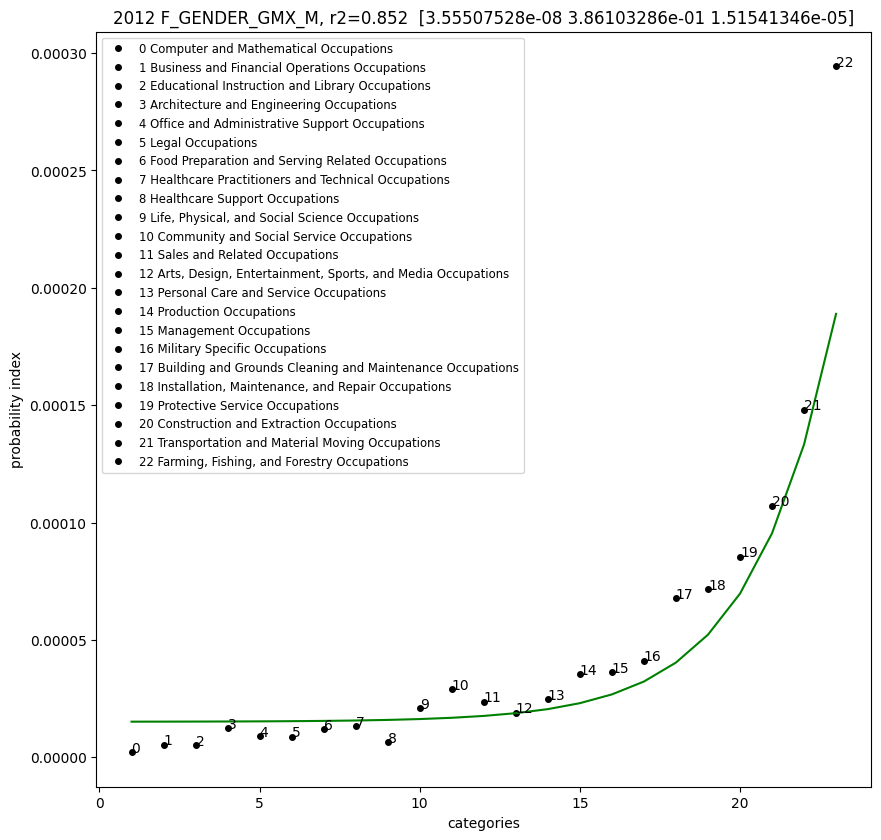 2012 F_GENDER_GMX_M, r2=0.852  [3.55507528e-08 3.86103286e-01 1.51541346e-05]
0 Computer and Mathematical Occupations
1 Business and Financial Operations Occupations
2 Educational Instruction and Library Occupations
3 Architecture and Engineering Occupations
4 Office and Administrative Support Occupations
5 Legal Occupations
6 Food Preparation and Serving Related Occupations
7 Healthcare Practitioners and Technical Occupations
8 Healthcare Support Occupations
9 Life, Physical, and Social Science Occupations
10 Community and Social Service Occupations
11 Sales and Related Occupations
12 Arts, Design, Entertainment, Sports, and Media Occupations
13 Personal Care and Service Occupations
14 Production Occupations
15 Management Occupations
16 Military Specific Occupations
17 Building and Grounds Cleaning and Maintenance Occupations
18 Installation, Maintenance, and Repair Occupations
19 Protective Service Occupations
20 Construction and Extraction Occupations
21 Transportation and Material Moving Occupations
22 Farming, Fishing, and Forestry Occupations
probability index
0.00030
0.00025
0.00020
0.00015
0.00010
0.00005
0.00000
0
1
2
3
4
5
6
7
8
9
10
11
12
13
14
15
16
17
18
19
20
21
22
0
5
10
15
20
categories